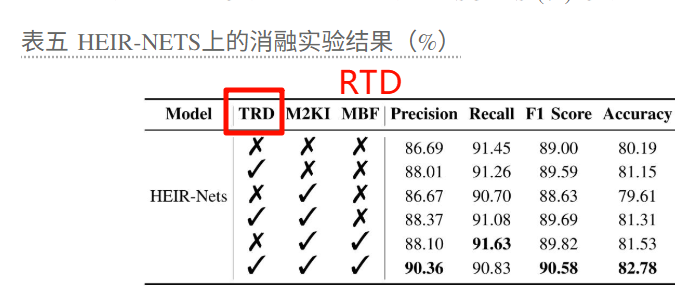 表五 HEIR-NETS上的消融实验结果（%）
RTD
Model TRD M2KI MBF Precision Recall F1 Score Accuracy
✗ ✗ ✗ 86.69 91.45 89.00 80.19
✓ ✗ ✗ 88.01 91.26 89.59 81.15
HEIR-Nets ✗ ✓ ✗ 86.67 90.70 88.63 79.61
✓ ✓ ✗ 88.37 91.08 89.69 81.31
✗ ✓ ✓ 88.10 91.63 89.82 81.53
✓ ✓ ✓ 90.36 90.83 90.58 82.78